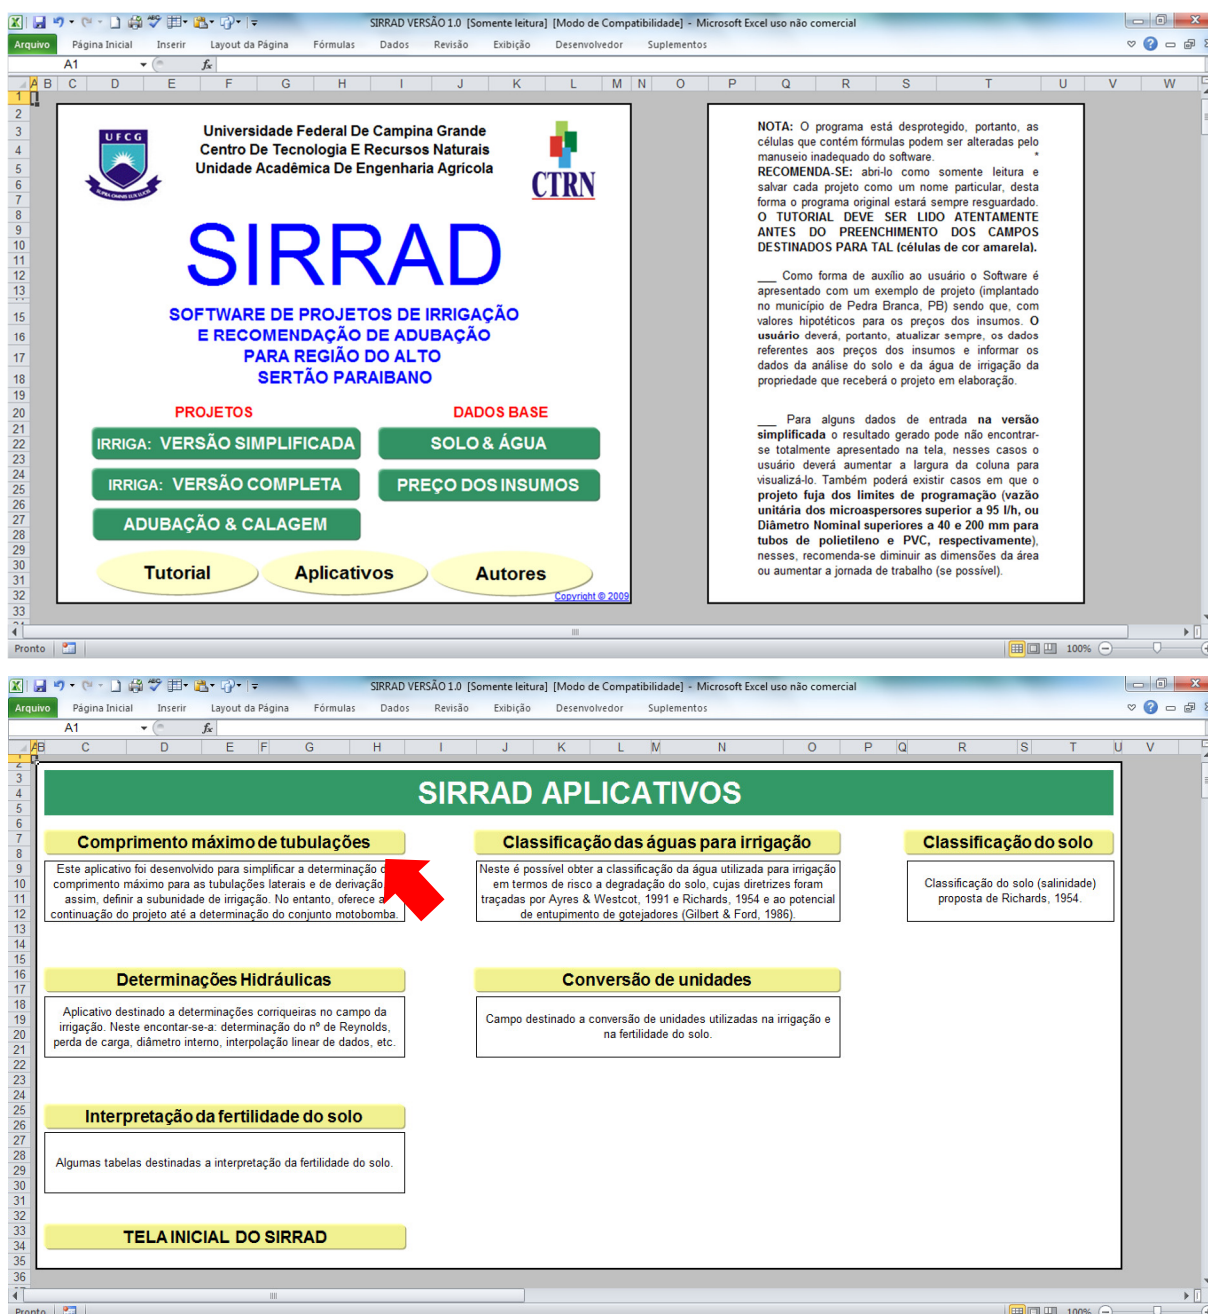 SIRRAD VERSÃO 1.0 [Somente leitura] [Modo de Compatibilidade] - Microsoft Excel uso não comercial
Arquivo Página Inicial Inserir Layout da Página Fórmulas Dados Revisão Exibição Desenvolvedor Suplementos
A1 fx
A B C D E F G H I J K L M N O P Q R S T U V W
UFCG
Universidade Federal De Campina Grande
Centro De Tecnologia E Recursos Naturais
Unidade Acadêmica De Engenharia Agrícola
CTRN
SIRRAD
SOFTWARE DE PROJETOS DE IRRIGAÇÃO
E RECOMENDAÇÃO DE ADUBAÇÃO
PARA REGIÃO DO ALTO
SERTÃO PARAIBANO
PROJETOS DADOS BASE
IRRIGA: VERSÃO SIMPLIFICADA SOLO & ÁGUA
IRRIGA: VERSÃO COMPLETA PREÇO DOS INSUMOS
ADUBAÇÃO & CALAGEM
Tutorial Aplicativos Autores
Copyright © 2009
NOTA: O programa está desprotegido, portanto, as
células que contém fórmulas podem ser alteradas pelo
manuseio inadequado do software. *
RECOMENDA-SE: abri-lo como somente leitura e
salvar cada projeto como um nome particular, desta
forma o programa original estará sempre resguardado.
O TUTORIAL DEVE SER LIDO ATENTAMENTE
ANTES DO PREENCHIMENTO DOS CAMPOS
DESTINADOS PARA TAL (células de cor amarela).
___ Como forma de auxílio ao usuário o Software é
apresentado com um exemplo de projeto (implantado
no município de Pedra Branca, PB) sendo que, com
valores hipotéticos para os preços dos insumos. O
usuário deverá, portanto, atualizar sempre, os dados
referentes aos preços dos insumos e informar os
dados da análise do solo e da água de irrigação da
propriedade que receberá o projeto em elaboração.
___ Para alguns dados de entrada na versão
simplificada o resultado gerado pode não encontrar-
se totalmente apresentado na tela, nesses casos o
usuário deverá aumentar a largura da coluna para
visualizá-lo. Também poderá existir casos em que o
projeto fuja dos limites de programação (vazão
unitária dos microaspersores superior a 95 l/h, ou
Diâmetro Nominal superiores a 40 e 200 mm para
tubos de polietileno e PVC, respectivamente),
nesses, recomenda-se diminuir as dimensões da área
ou aumentar a jornada de trabalho (se possível).
Pronto 100%
SIRRAD VERSÃO 1.0 [Somente leitura] [Modo de Compatibilidade] - Microsoft Excel uso não comercial
Arquivo Página Inicial Inserir Layout da Página Fórmulas Dados Revisão Exibição Desenvolvedor Suplementos
A1 fx
A B C D E F G H I J K L M N O P Q R S T U V
SIRRAD APLICATIVOS
Comprimento máximo de tubulações
Este aplicativo foi desenvolvido para simplificar a determinação
comprimento máximo para as tubulações laterais e de derivação
assim, definir a subunidade de irrigação. No entanto, oferece a
continuação do projeto até a determinação do conjunto motobomba.
Classificação das águas para irrigação
Neste é possível obter a classificação da água utilizada para irrigação
em termos de risco a degradação do solo, cujas diretrizes foram
traçadas por Ayres & Westcot, 1991 e Richards, 1954 e ao potencial
de entupimento de gotejadores (Gilbert & Ford, 1986).
Classificação do solo
Classificação do solo (salinidade)
proposta de Richards, 1954.
Determinações Hidráulicas
Aplicativo destinado a determinações corriqueiras no campo da
irrigação. Neste encontar-se-a: determinação do nº de Reynolds,
perda de carga, diâmetro interno, interpolação linear de dados, etc.
Conversão de unidades
Campo destinado a conversão de unidades utilizadas na irrigação e
na fertilidade do solo.
Interpretação da fertilidade do solo
Algumas tabelas destinadas a interpretação da fertilidade do solo.
TELA INICIAL DO SIRRAD
Pronto 100%